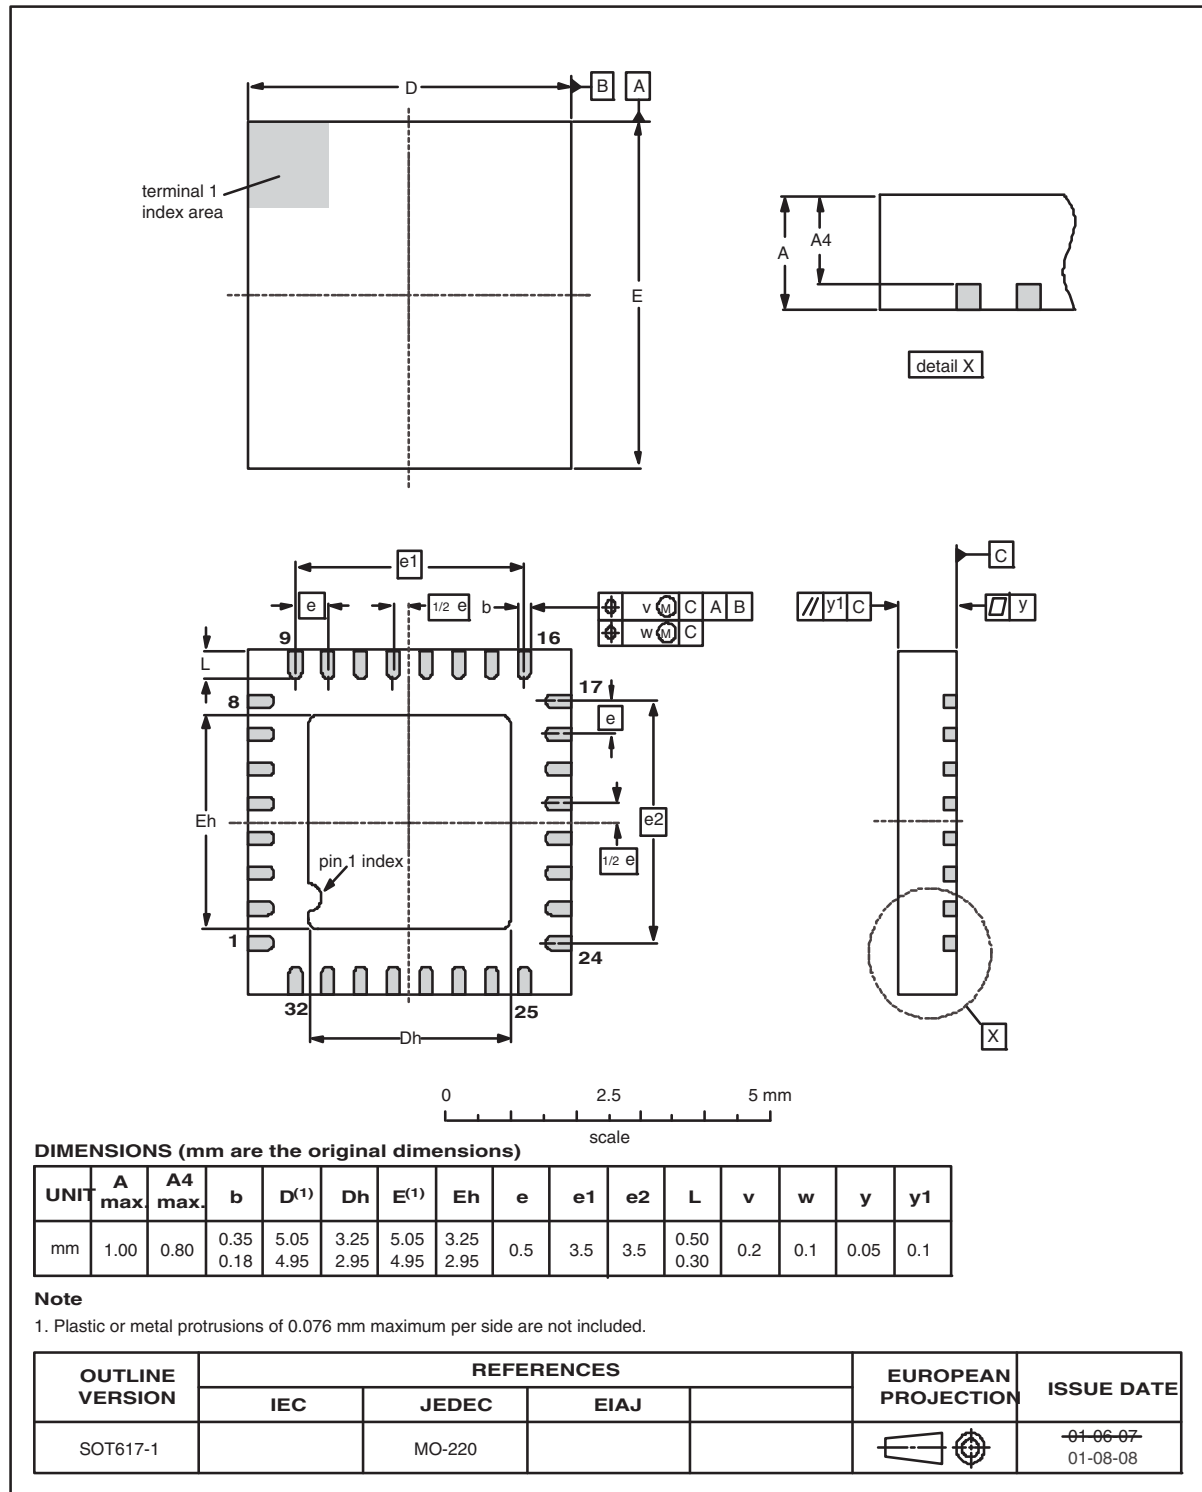 D
B
A
terminal 1
index area
E
A
A4
detail X
e1
e
1/2 e
b
v M C A B
w M C
9
16
L
8
17
e
Eh
e2
1/2 e
pin 1 index
1
24
32
25
Dh
C
// y1 C
y
X
0 2.5 5 mm
scale
DIMENSIONS (mm are the original dimensions)
UNIT A max. A4 max. b D(1) Dh E(1) Eh e e1 e2 L v w y y1
mm 1.00 0.80 0.35 0.18 5.05 4.95 3.25 2.95 5.05 4.95 3.25 2.95 0.5 3.5 3.5 0.50 0.30 0.2 0.1 0.05 0.1
Note
1. Plastic or metal protrusions of 0.076 mm maximum per side are not included.
OUTLINE VERSION
REFERENCES
IEC JEDEC EIAJ
EUROPEAN PROJECTION
ISSUE DATE
SOT617-1
MO-220
01-06-07
01-08-08